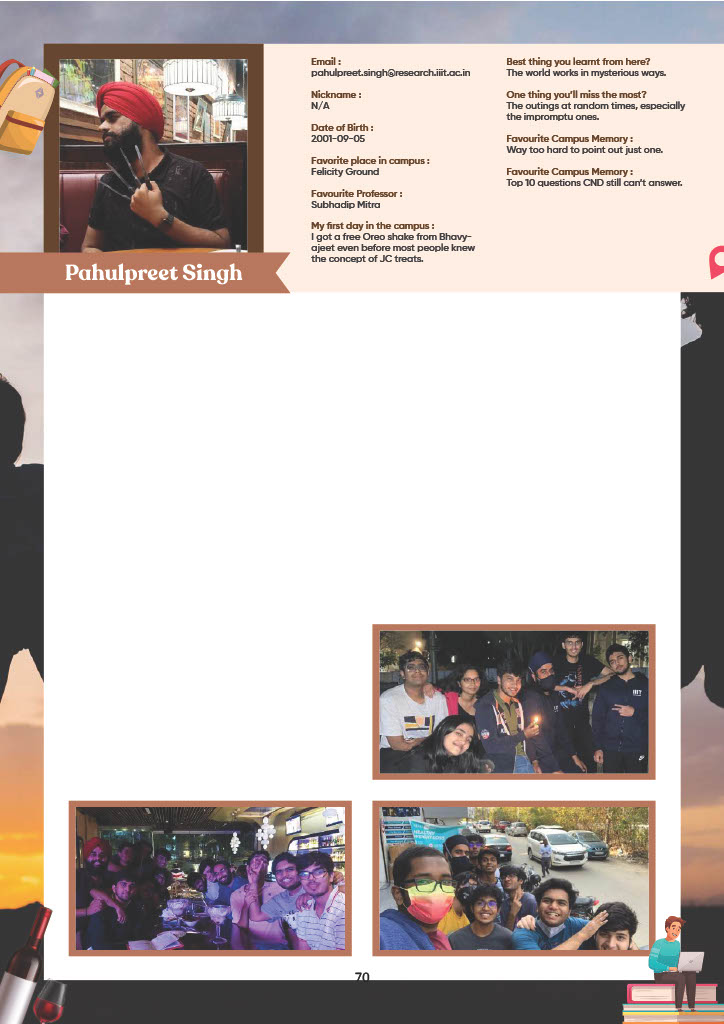 Email :
pahulpreet.singh@research.iiit.ac.in
Nickname :
N/A
Date of Birth :
2001-09-05
Favorite place in campus :
Felicity Ground
Favourite Professor :
Subhadip Mitra
My first day in the campus :
I got a free Oreo shake from Bhavy-
ajeet even before most people knew
the concept of JC treats.
Best thing you learnt from here?
The world works in mysterious ways.
One thing you'll miss the most?
The outings at random times, especially
the impromptu ones.
Favourite Campus Memory :
Way too hard to point out just one.
Favourite Campus Memory :
Top 10 questions CND still can't answer.
Pahulpreet Singh
HEALTHY
70